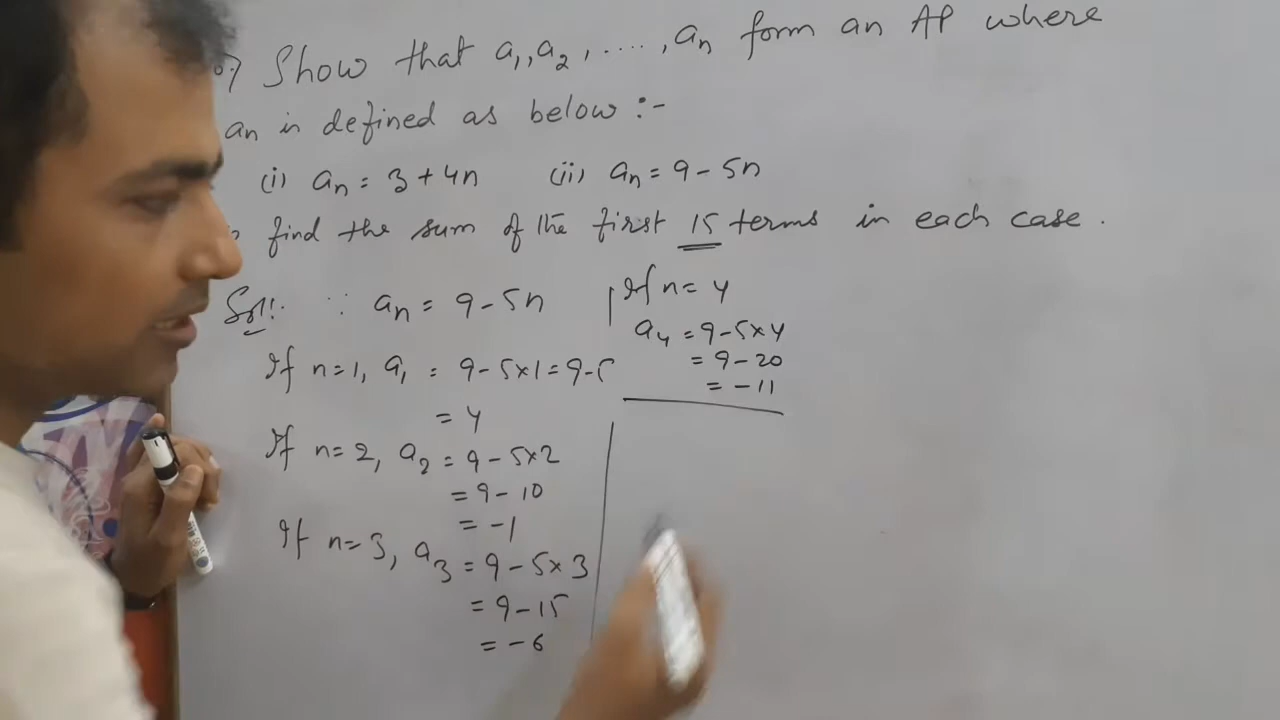 Show that a₁, a₂, ....., aₙ form an AP where
aₙ is defined as below :-
(i) aₙ = 3 + 4n (ii) aₙ = 9 - 5n
find the sum of the first 15 terms in each case.
Solⁿ:- ∵ aₙ = 9 - 5n
If n=1, a₁ = 9-5×1 = 9-5
= 4
If n=2, a₂ = 9-5×2
= 9-10
= -1
If n=3, a₃ = 9-5×3
= 9-15
= -6
If n= 4
a₄ = 9-5×4
= 9-20
= -11